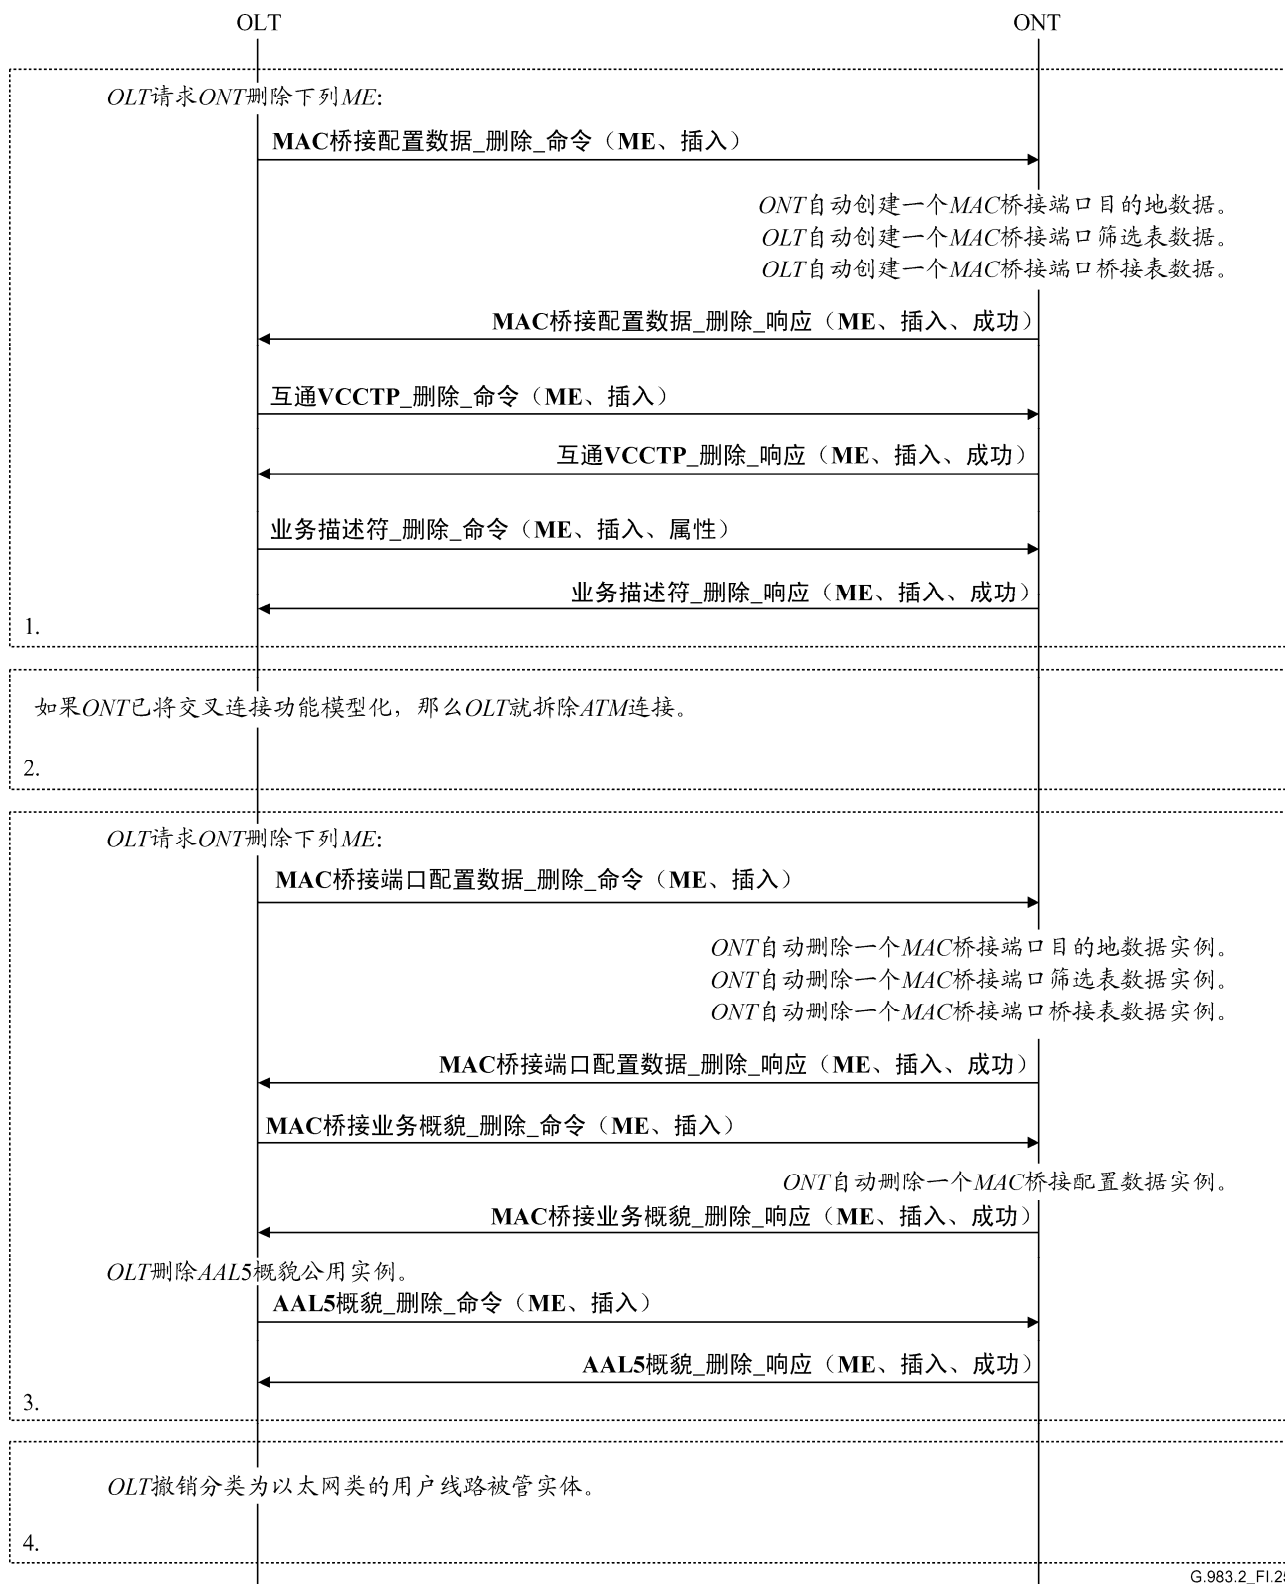 OLT
ONT
OLT请求ONT删除下列ME:
MAC桥接配置数据_删除_命令（ME、插入）
ONT自动创建一个MAC桥接端口目的地数据。
OLT自动创建一个MAC桥接端口筛选表数据。
OLT自动创建一个MAC桥接端口桥接表数据。
MAC桥接配置数据_删除_响应（ME、插入、成功）
互通VCCTP_删除_命令（ME、插入）
互通VCCTP_删除_响应（ME、插入、成功）
业务描述符_删除_命令（ME、插入、属性）
业务描述符_删除_响应（ME、插入、成功）
1.
如果ONT已将交叉连接功能模型化，那么OLT就拆除ATM连接。
2.
OLT请求ONT删除下列ME:
MAC桥接端口配置数据_删除_命令（ME、插入）
ONT自动删除一个MAC桥接端口目的地数据实例。
ONT自动删除一个MAC桥接端口筛选表数据实例。
ONT自动删除一个MAC桥接端口桥接表数据实例。
MAC桥接端口配置数据_删除_响应（ME、插入、成功）
MAC桥接业务概貌_删除_命令（ME、插入）
ONT自动删除一个MAC桥接配置数据实例。
MAC桥接业务概貌_删除_响应（ME、插入、成功）
OLT删除AAL5概貌公用实例。
AAL5概貌_删除_命令（ME、插入）
AAL5概貌_删除_响应（ME、插入、成功）
3.
OLT撤销分类为以太网类的用户线路被管实体。
4.
G.983.2_FI.29